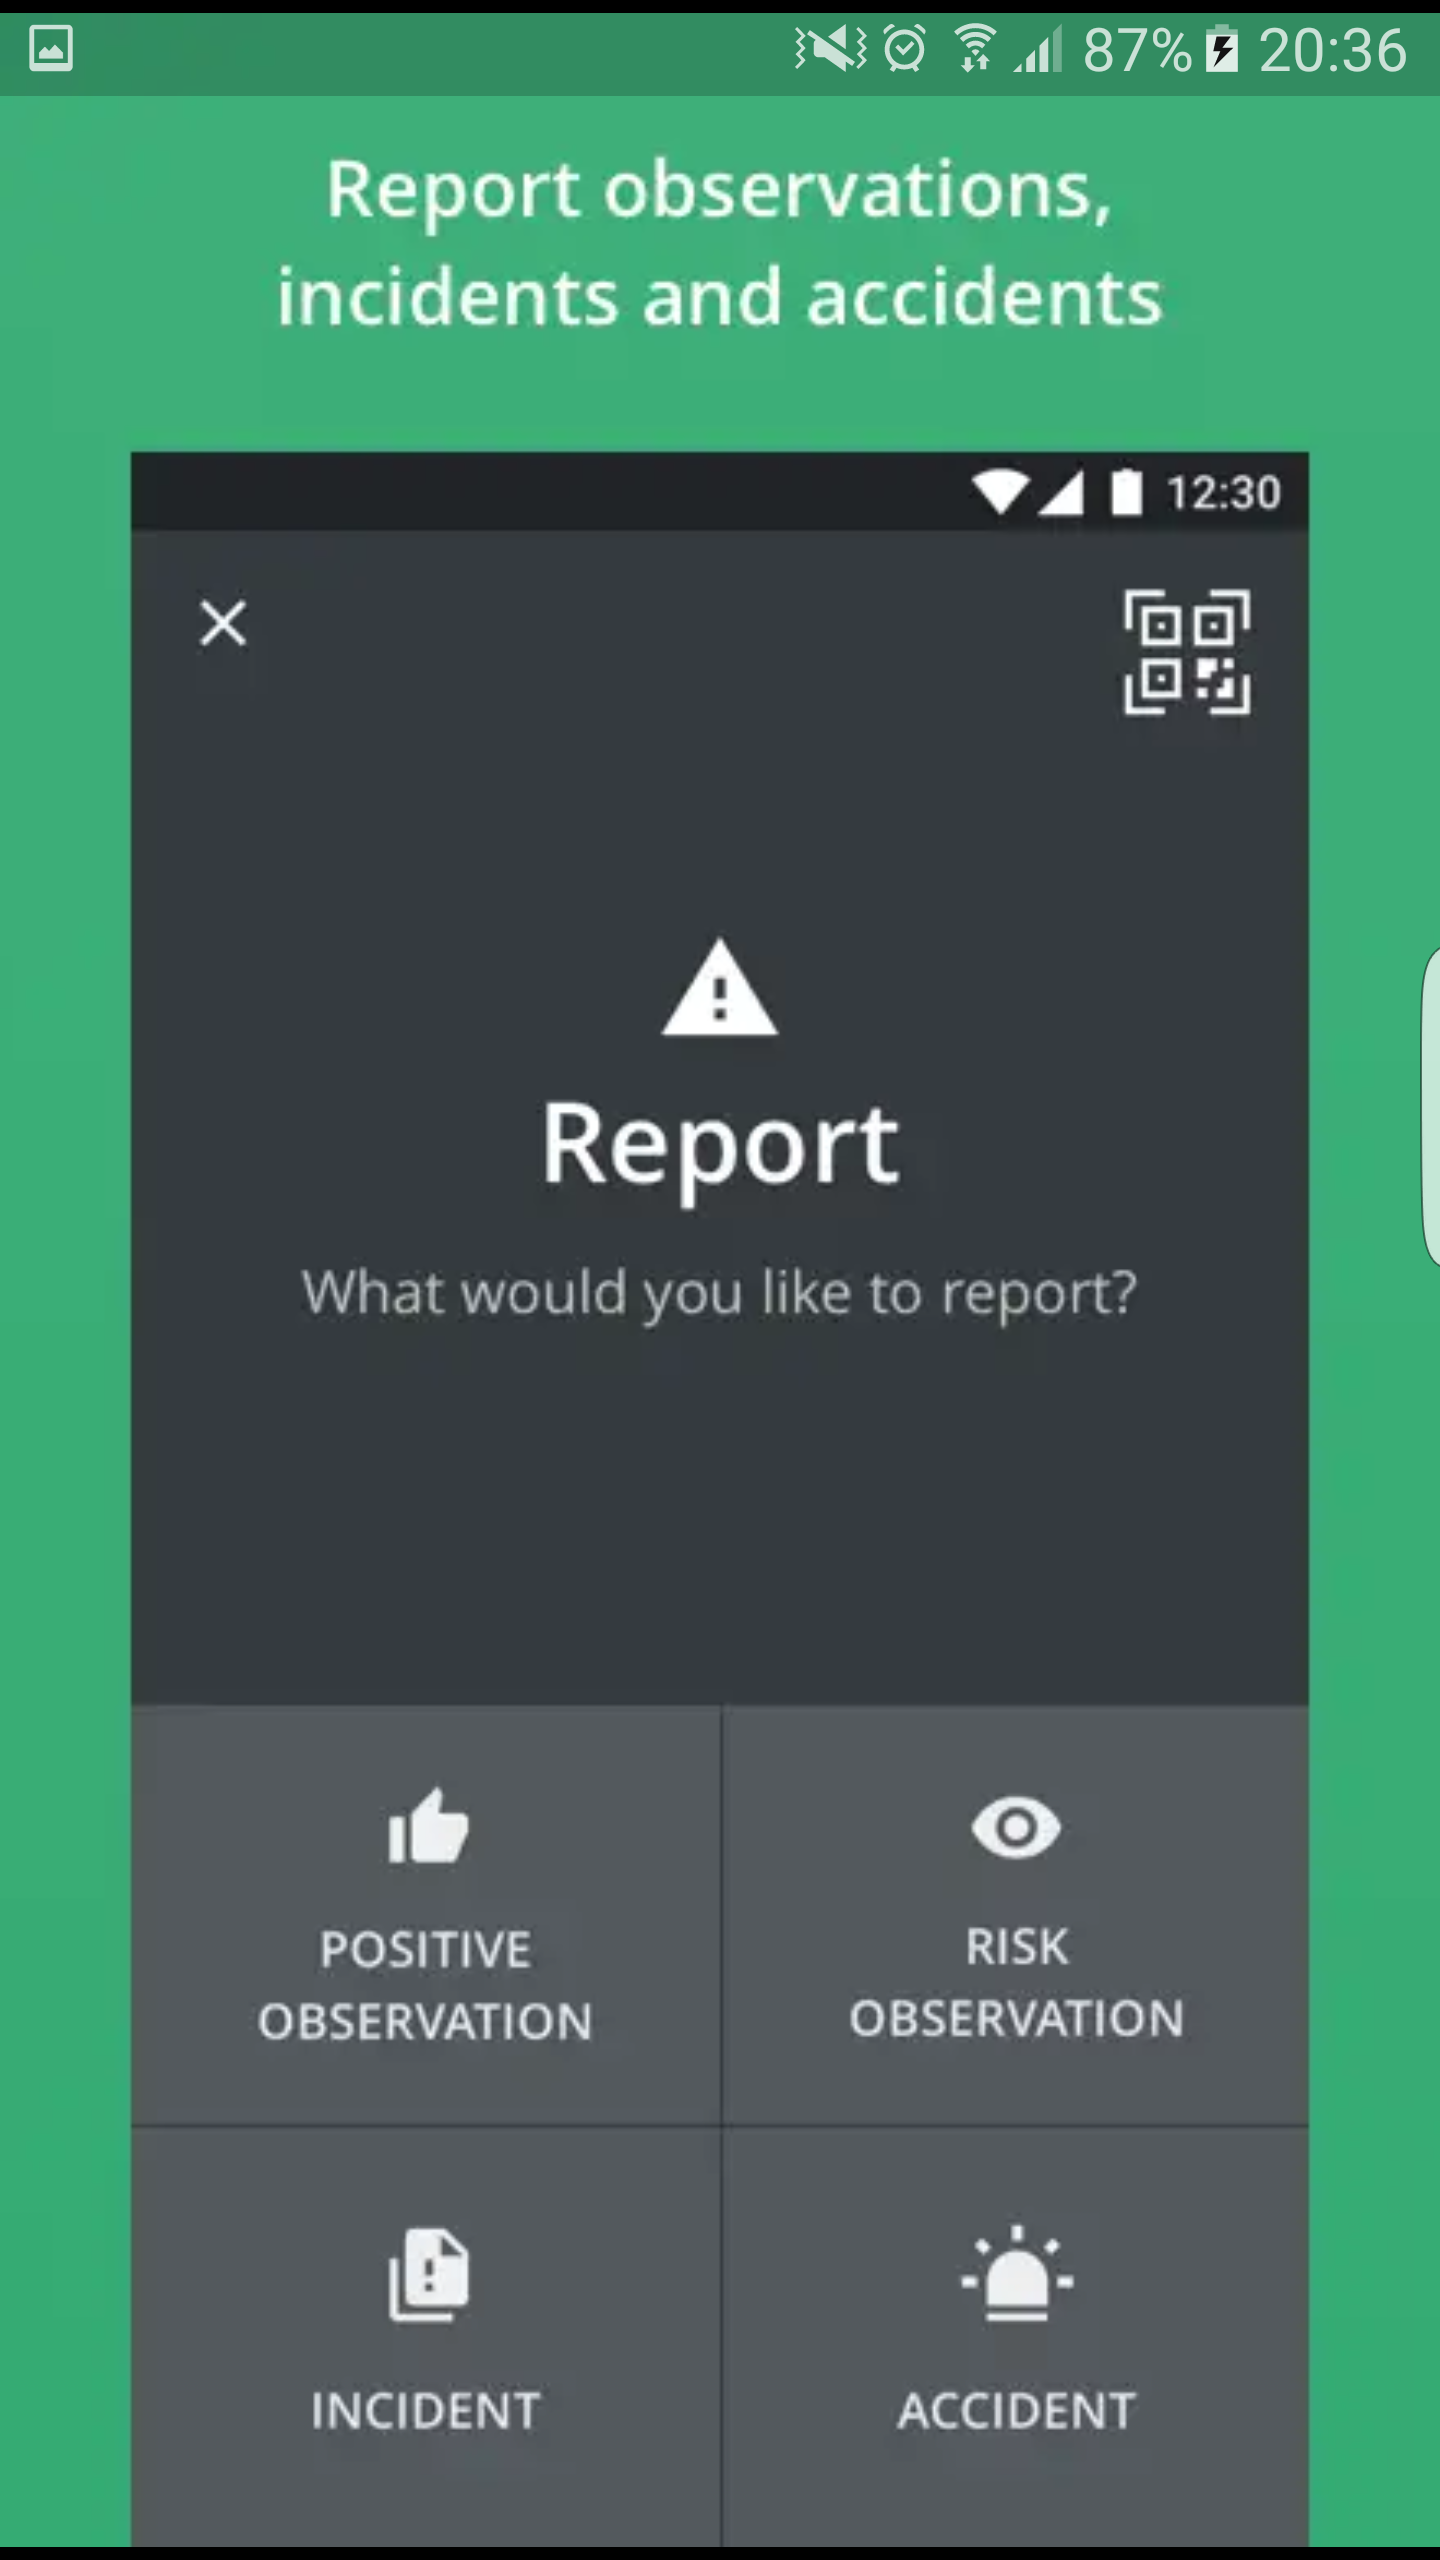 87% 20:36
Report observations,
incidents and accidents
12:30
Report
What would you like to report?
POSITIVE
OBSERVATION
RISK
OBSERVATION
INCIDENT
ACCIDENT